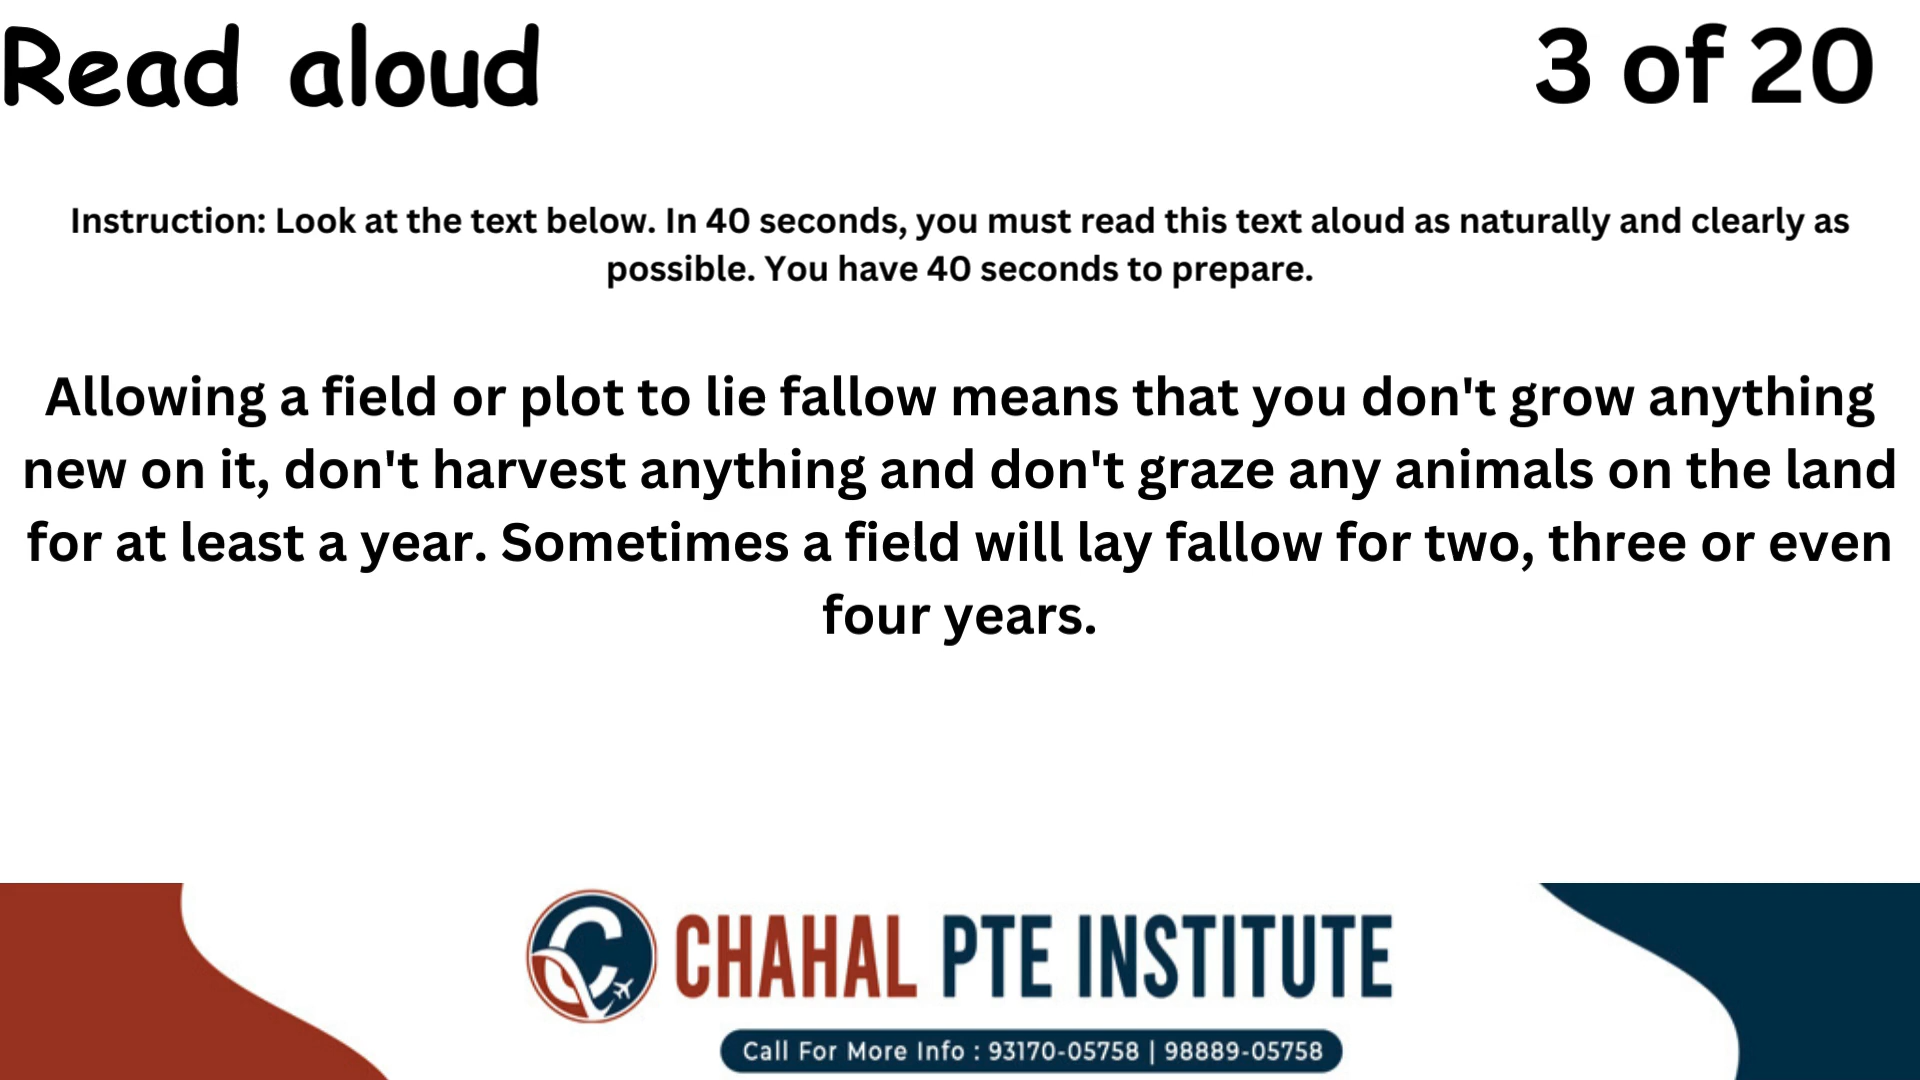 Read aloud
3 of 20
Instruction: Look at the text below. In 40 seconds, you must read this text aloud as naturally and clearly as
possible. You have 40 seconds to prepare.
Allowing a field or plot to lie fallow means that you don't grow anything
new on it, don't harvest anything and don't graze any animals on the land
for at least a year. Sometimes a field will lay fallow for two, three or even
four years.
CHAHAL PTE INSTITUTE
Call For More Info : 93170-05758 | 98889-05758